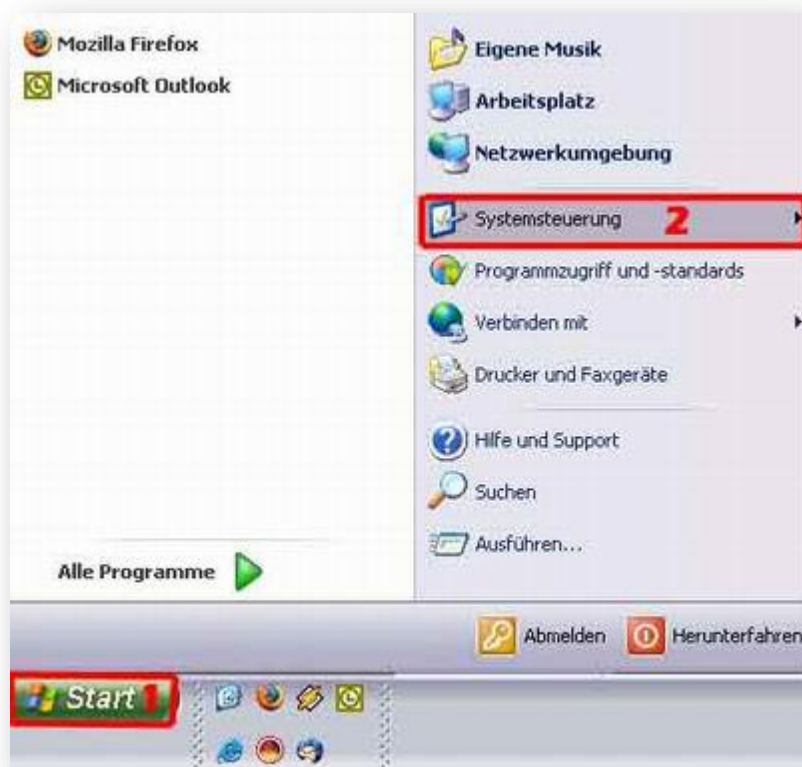 Mozilla Firefox
Microsoft Outlook
Alle Programme
Eigene Musik
Arbeitsplatz
Netzwerkumgebung
Systemsteuerung 2
Programmzugriff und -standards
Verbinden mit
Drucker und Faxgeräte
Hilfe und Support
Suchen
Ausführen...
Abmelden Herunterfahren
Start 1